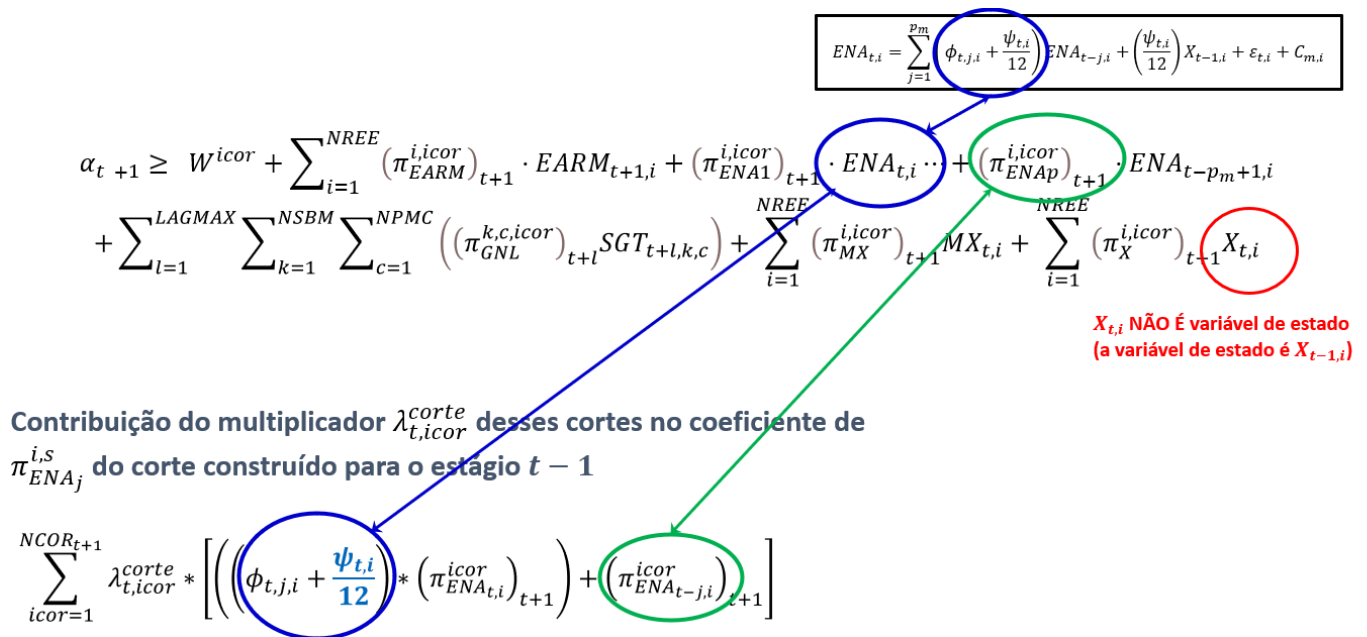 ENA_{t,i} = \sum_{j=1}^{p_m} ( \phi_{t,j,i} + \frac{\psi_{t,i}}{12} ) ENA_{t-j,i} + \left( \frac{\psi_{t,i}}{12} \right) X_{t-1,i} + \varepsilon_{t,i} + C_{m,i}
\alpha_{t+1} \geq W^{icor} + \sum_{i=1}^{NREE} (\pi_{EARM}^{i,icor})_{t+1} \cdot EARM_{t+1,i} + (\pi_{ENA1}^{i,icor})_{t+1} \cdot ENA_{t,i} \cdots + (\pi_{ENAp}^{i,icor})_{t+1} \cdot ENA_{t-p_m+1,i}
+ \sum_{l=1}^{LAGMAX} \sum_{k=1}^{NSBM} \sum_{c=1}^{NPMC} \left( (\pi_{GNL}^{k,c,icor})_{t+l} SGT_{t+l,k,c} \right) + \sum_{i=1}^{NREE} (\pi_{MX}^{i,icor})_{t+1} MX_{t,i} + \sum_{i=1}^{NREE} (\pi_{X}^{i,icor})_{t-1} X_{t,i}
X_{t,i} NÃO É variável de estado
(a variável de estado é X_{t-1,i})
Contribuição do multiplicador \lambda_{t,icor}^{corte} desses cortes no coeficiente de
\pi_{ENA_j}^{i,s} do corte construído para o estágio t - 1
\sum_{icor=1}^{NCOR_{t+1}} \lambda_{t,icor}^{corte} * \left[ \left( \left( \phi_{t,j,i} + \frac{\psi_{t,i}}{12} \right) * (\pi_{ENA_{t,i}}^{icor})_{t+1} \right) + (\pi_{ENA_{t-j,i}}^{icor})_{t+1} \right]